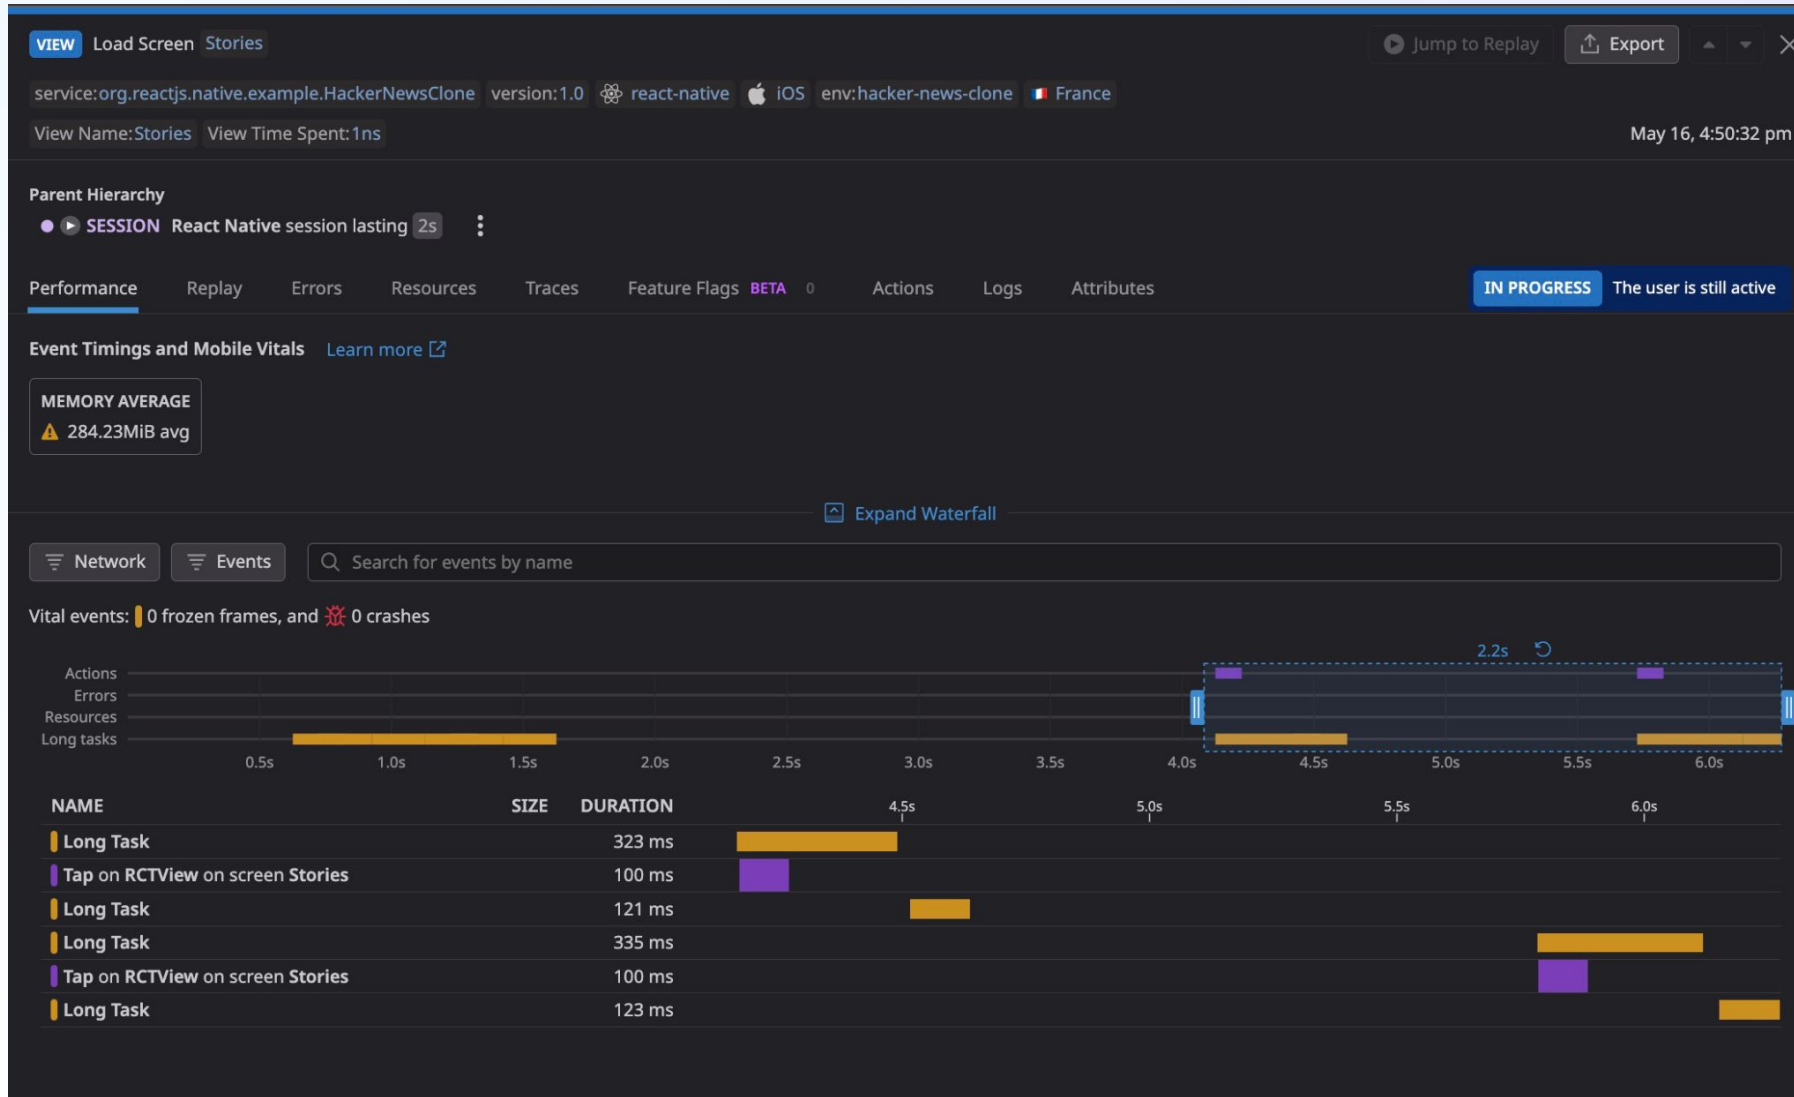 VIEW Load Screen Stories Jump to Replay Export
service:org.reactjs.native.example.HackerNewsClone version:1.0 react-native iOS env:hacker-news-clone France
View Name:Stories View Time Spent:1ns May 16, 4:50:32 pm
Parent Hierarchy
SESSION React Native session lasting 2s
Performance Replay Errors Resources Traces Feature Flags BETA 0 Actions Logs Attributes IN PROGRESS The user is still active
Event Timings and Mobile Vitals Learn more
MEMORY AVERAGE
284.23MiB avg
Expand Waterfall
Network Events Search for events by name
Vital events: 0 frozen frames, and 0 crashes
2.2s
Actions
Errors
Resources
Long tasks
0.5s 1.0s 1.5s 2.0s 2.5s 3.0s 3.5s 4.0s 4.5s 5.0s 5.5s 6.0s
NAME SIZE DURATION 4.5s 5.0s 5.5s 6.0s
Long Task 323 ms
Tap on RCTView on screen Stories 100 ms
Long Task 121 ms
Long Task 335 ms
Tap on RCTView on screen Stories 100 ms
Long Task 123 ms